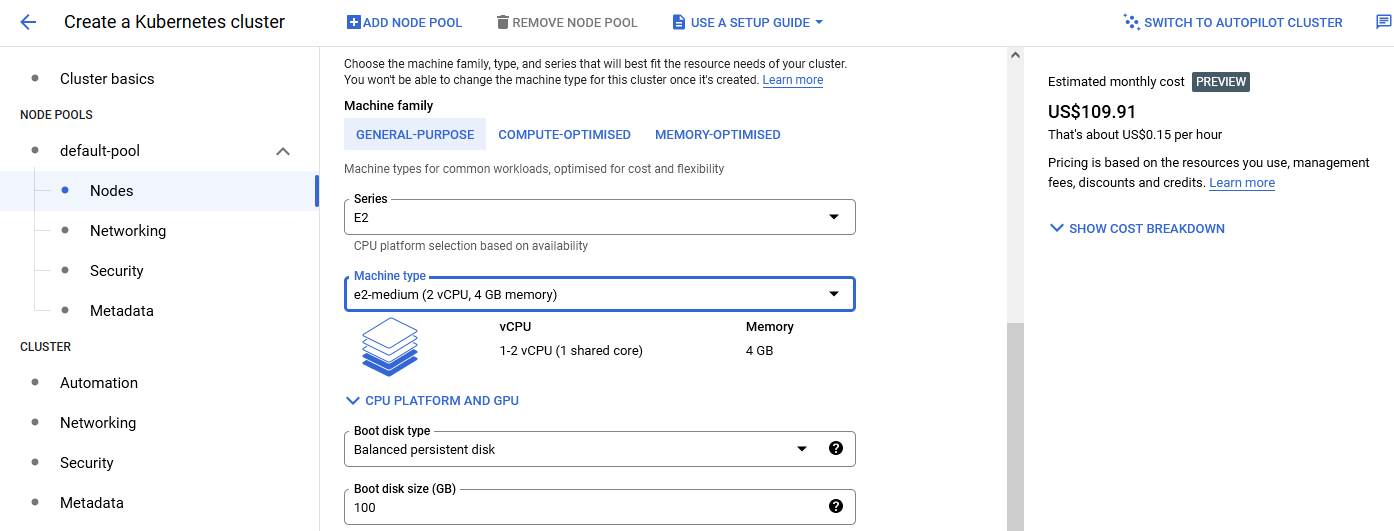 Create a Kubernetes cluster
ADD NODE POOL
REMOVE NODE POOL
USE A SETUP GUIDE
SWITCH TO AUTOPILOT CLUSTER
Cluster basics
NODE POOLS
default-pool
Nodes
Networking
Security
Metadata
CLUSTER
Automation
Networking
Security
Metadata
Choose the machine family, type, and series that will best fit the resource needs of your cluster.
You won't be able to change the machine type for this cluster once it's created. Learn more
Machine family
GENERAL-PURPOSE
COMPUTE-OPTIMISED
MEMORY-OPTIMISED
Machine types for common workloads, optimised for cost and flexibility
Series
E2
CPU platform selection based on availability
Machine type
e2-medium (2 vCPU, 4 GB memory)
vCPU
Memory
1-2 vCPU (1 shared core)
4 GB
CPU PLATFORM AND GPU
Boot disk type
Balanced persistent disk
Boot disk size (GB)
100
Estimated monthly cost PREVIEW
US$109.91
That's about US$0.15 per hour
Pricing is based on the resources you use, management
fees, discounts and credits. Learn more
SHOW COST BREAKDOWN